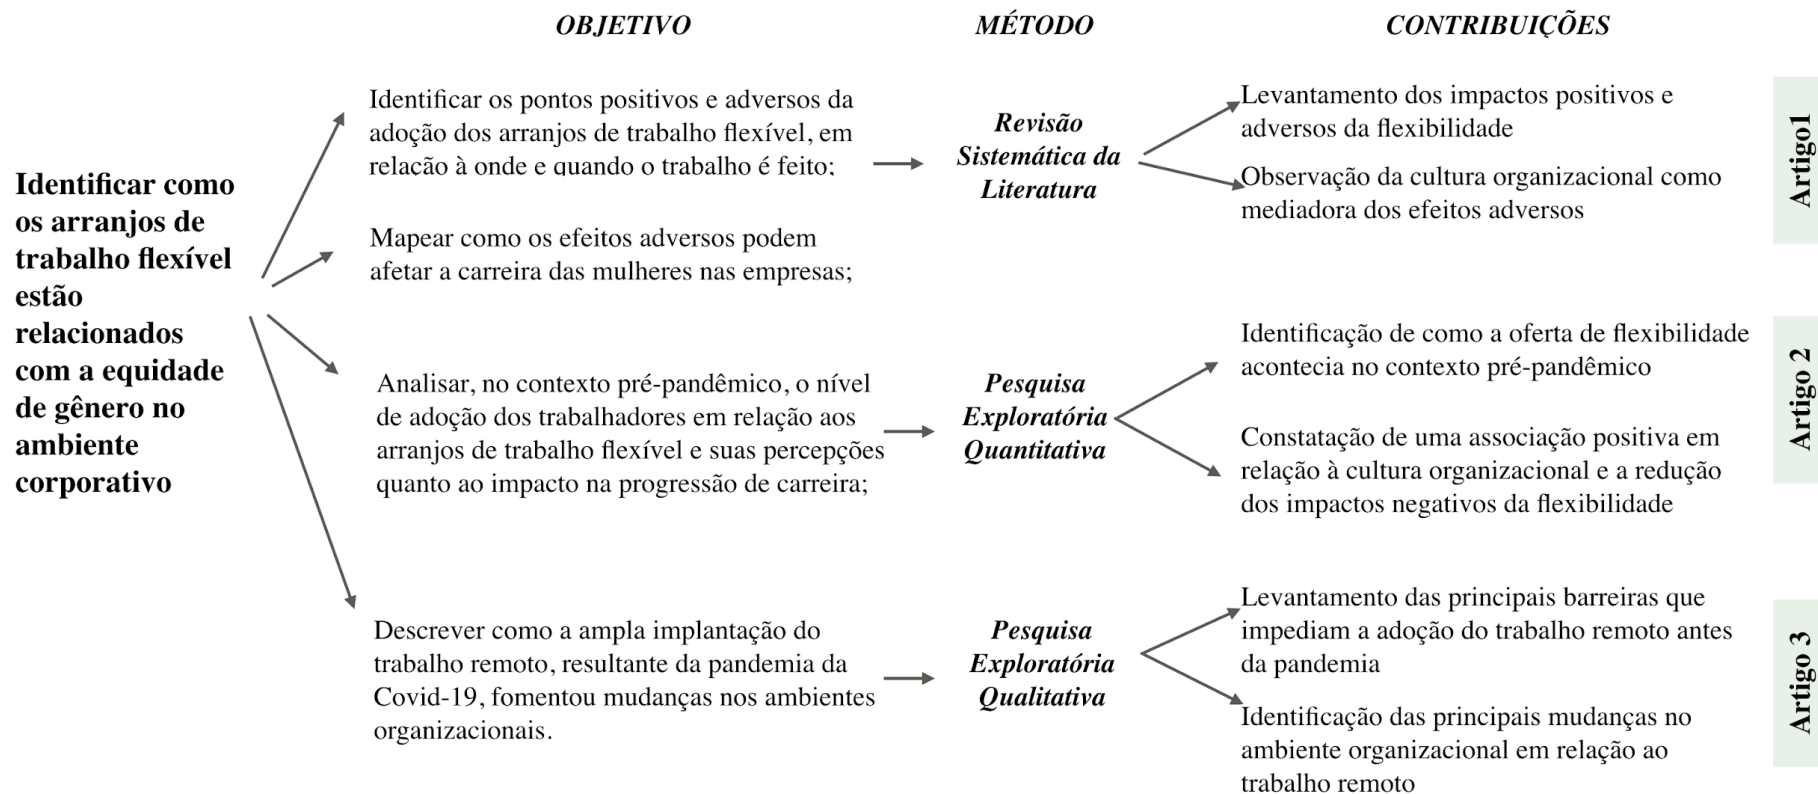 OBJETIVO
MÉTODO
CONTRIBUIÇÕES
Identificar como
os arranjos de
trabalho flexível
estão
relacionados
com a equidade
de gênero no
ambiente
corporativo
Identificar os pontos positivos e adversos da
adoção dos arranjos de trabalho flexível, em
relação à onde e quando o trabalho é feito;
Revisão
Sistemática da
Literatura
Levantamento dos impactos positivos e
adversos da flexibilidade
Observação da cultura organizacional como
mediadora dos efeitos adversos
Artigo1
Mapear como os efeitos adversos podem
afetar a carreira das mulheres nas empresas;
Analisar, no contexto pré-pandêmico, o nível
de adoção dos trabalhadores em relação aos
arranjos de trabalho flexível e suas percepções
quanto ao impacto na progressão de carreira;
Pesquisa
Exploratória
Quantitativa
Identificação de como a oferta de flexibilidade
acontecia no contexto pré-pandêmico
Constatação de uma associação positiva em
relação à cultura organizacional e a redução
dos impactos negativos da flexibilidade
Artigo 2
Descrever como a ampla implantação do
trabalho remoto, resultante da pandemia da
Covid-19, fomentou mudanças nos ambientes
organizacionais.
Pesquisa
Exploratória
Qualitativa
Levantamento das principais barreiras que
impediam a adoção do trabalho remoto antes
da pandemia
Identificação das principais mudanças no
ambiente organizacional em relação ao
trabalho remoto
Artigo 3